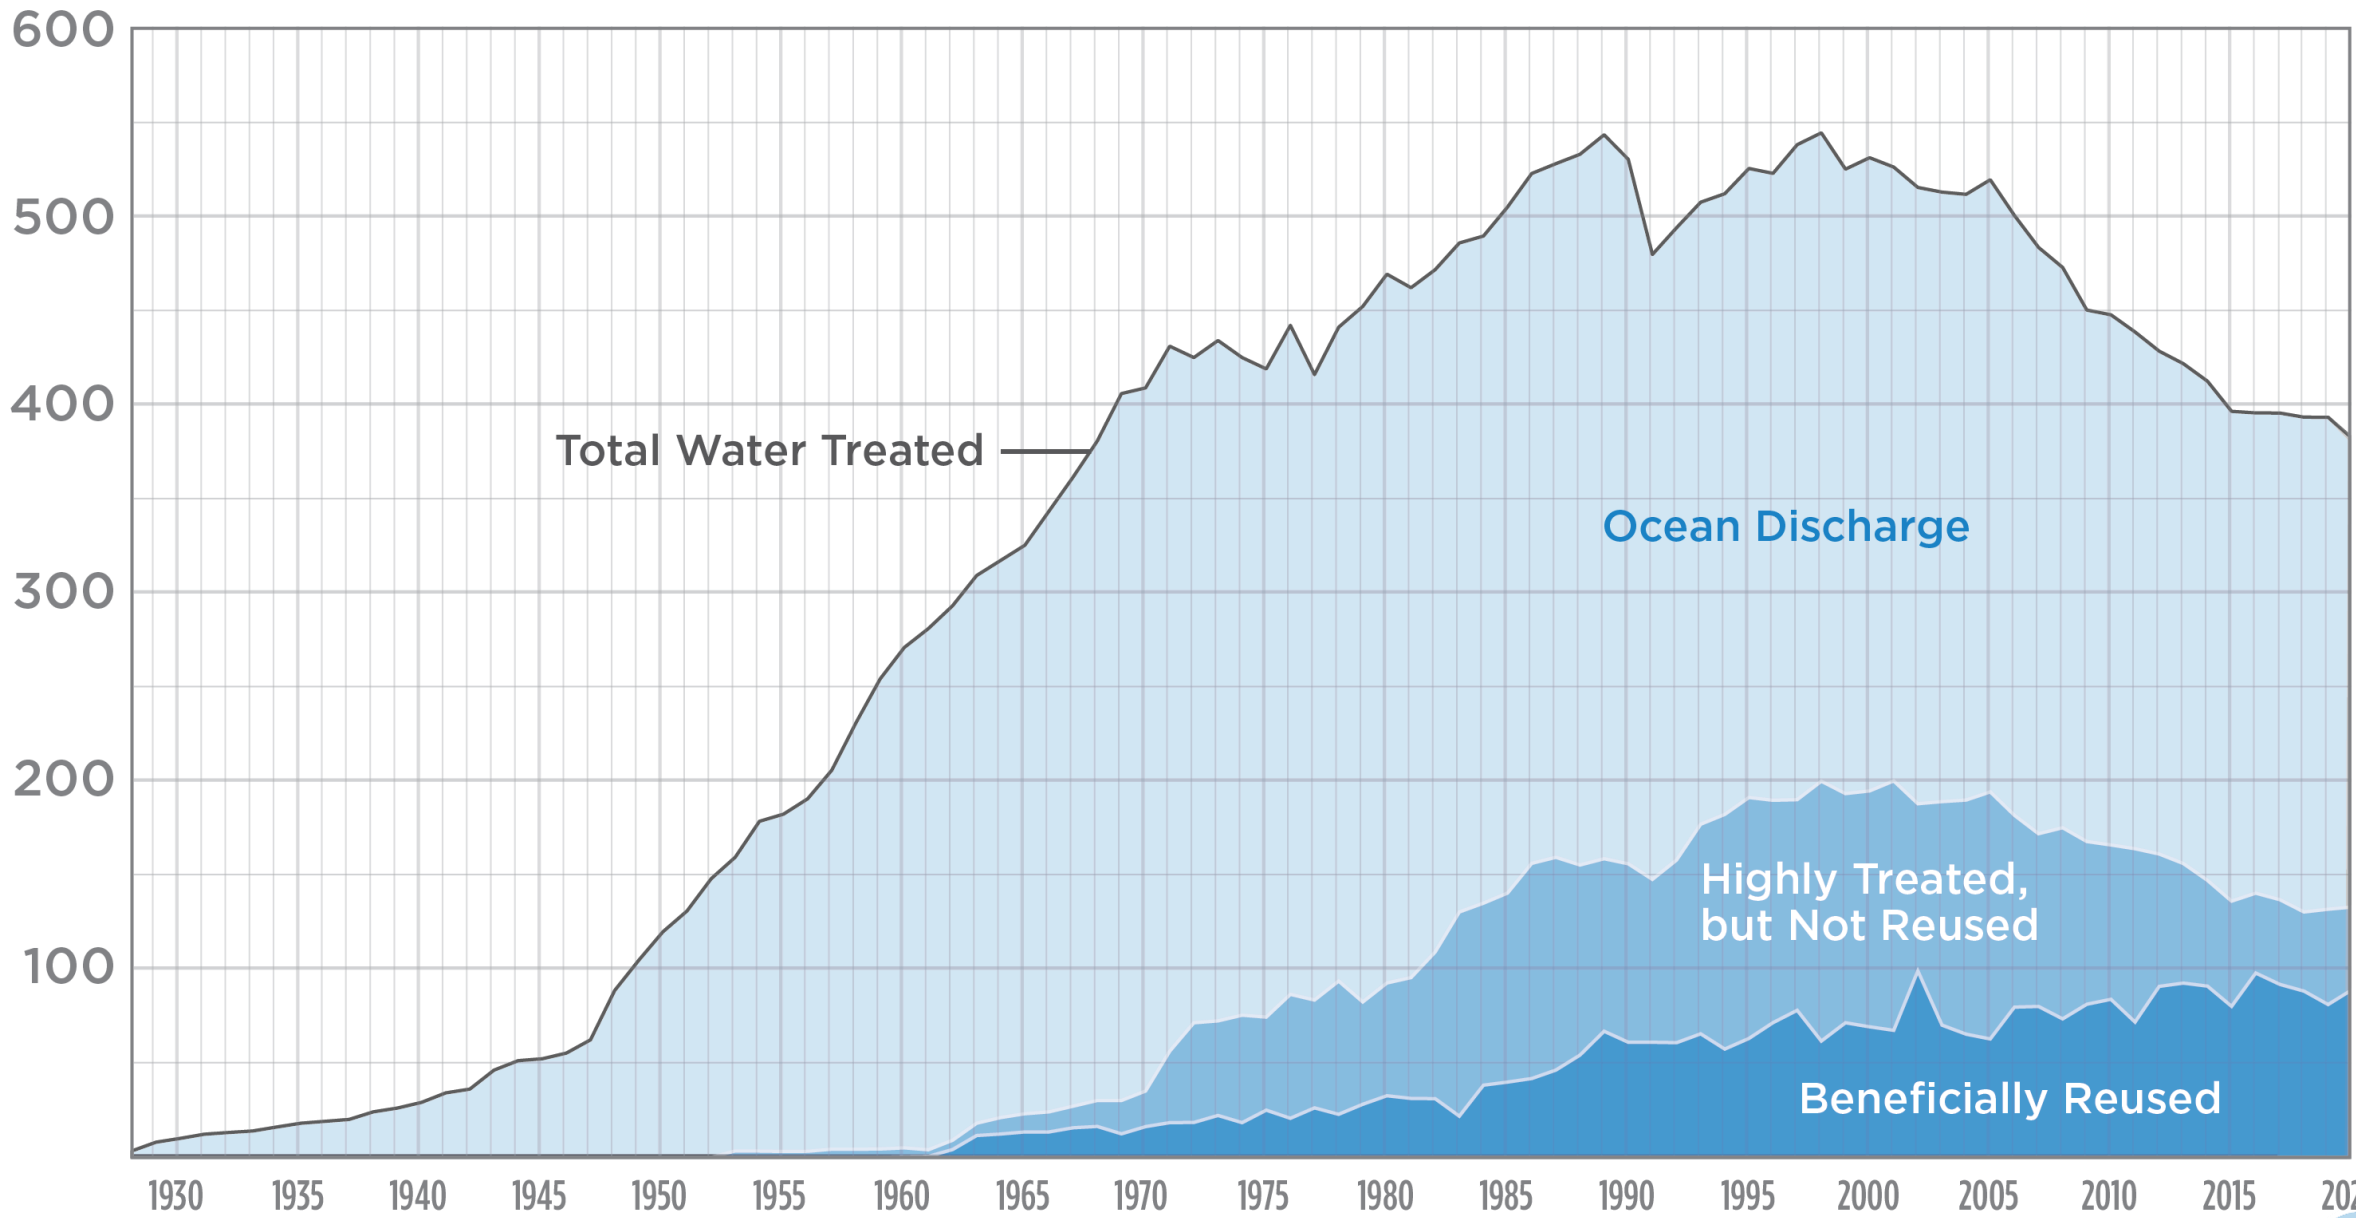 600
500
400
300
200
100
Total Water Treated
Ocean Discharge
Highly Treated,
but Not Reused
Beneficially Reused
1930 1935 1940 1945 1950 1955 1960 1965 1970 1975 1980 1985 1990 1995 2000 2005 2010 2015